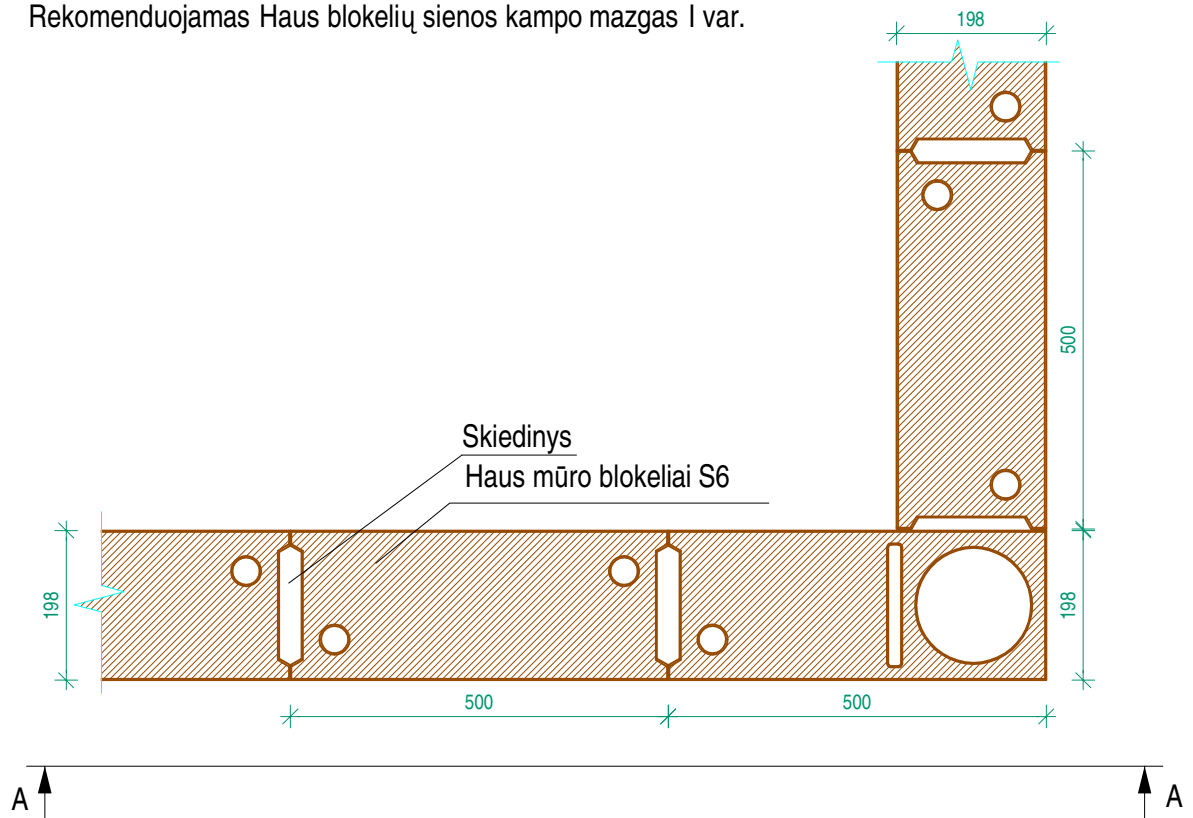 Rekomenduojamas Haus blokelių sienos kampo mazgas I var.
198
500
Skiedinys
Haus mūro blokeliai S6
198
198
500
500
A
A